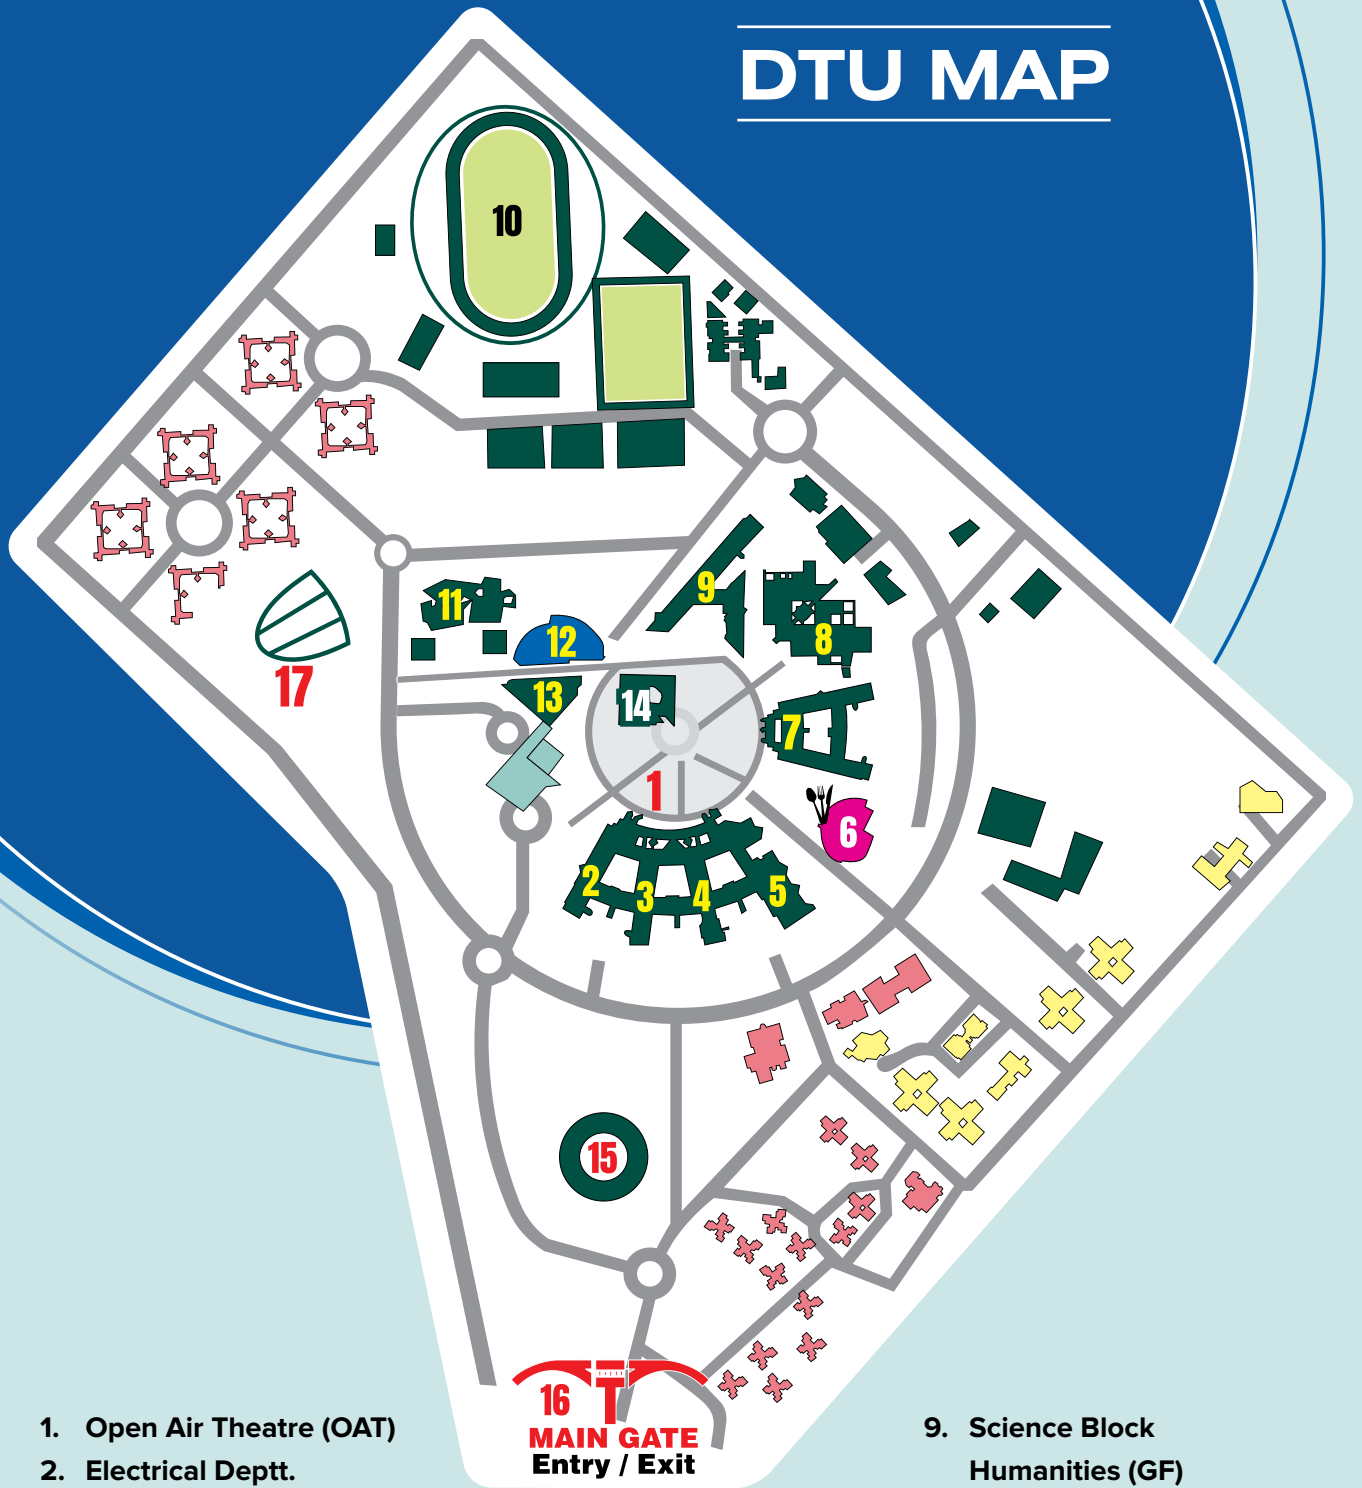 DTU MAP
10
9
11
12
8
17
13
14
7
1
6
2
3
4
5
15
16
MAIN GATE
Entry / Exit
1. Open Air Theatre (OAT)
2. Electrical Deptt.
9. Science Block
Humanities (GF)